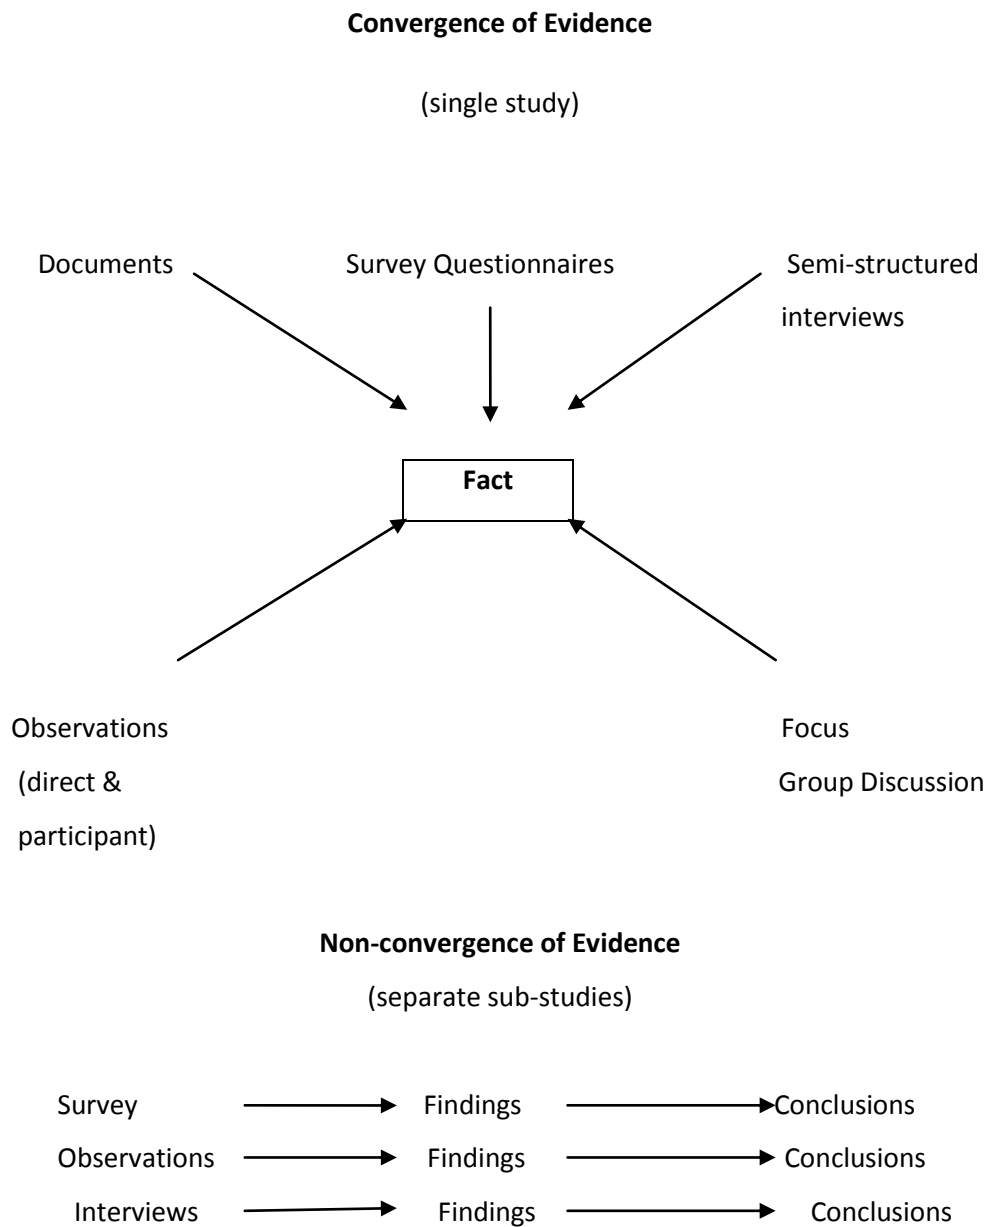 Convergence of Evidence
(single study)
Documents
Survey Questionnaires
Semi-structured
interviews
Fact
Observations
(direct &
participant)
Focus
Group Discussion
Non-convergence of Evidence
(separate sub-studies)
Survey Findings Conclusions
Observations Findings Conclusions
Interviews Findings Conclusions